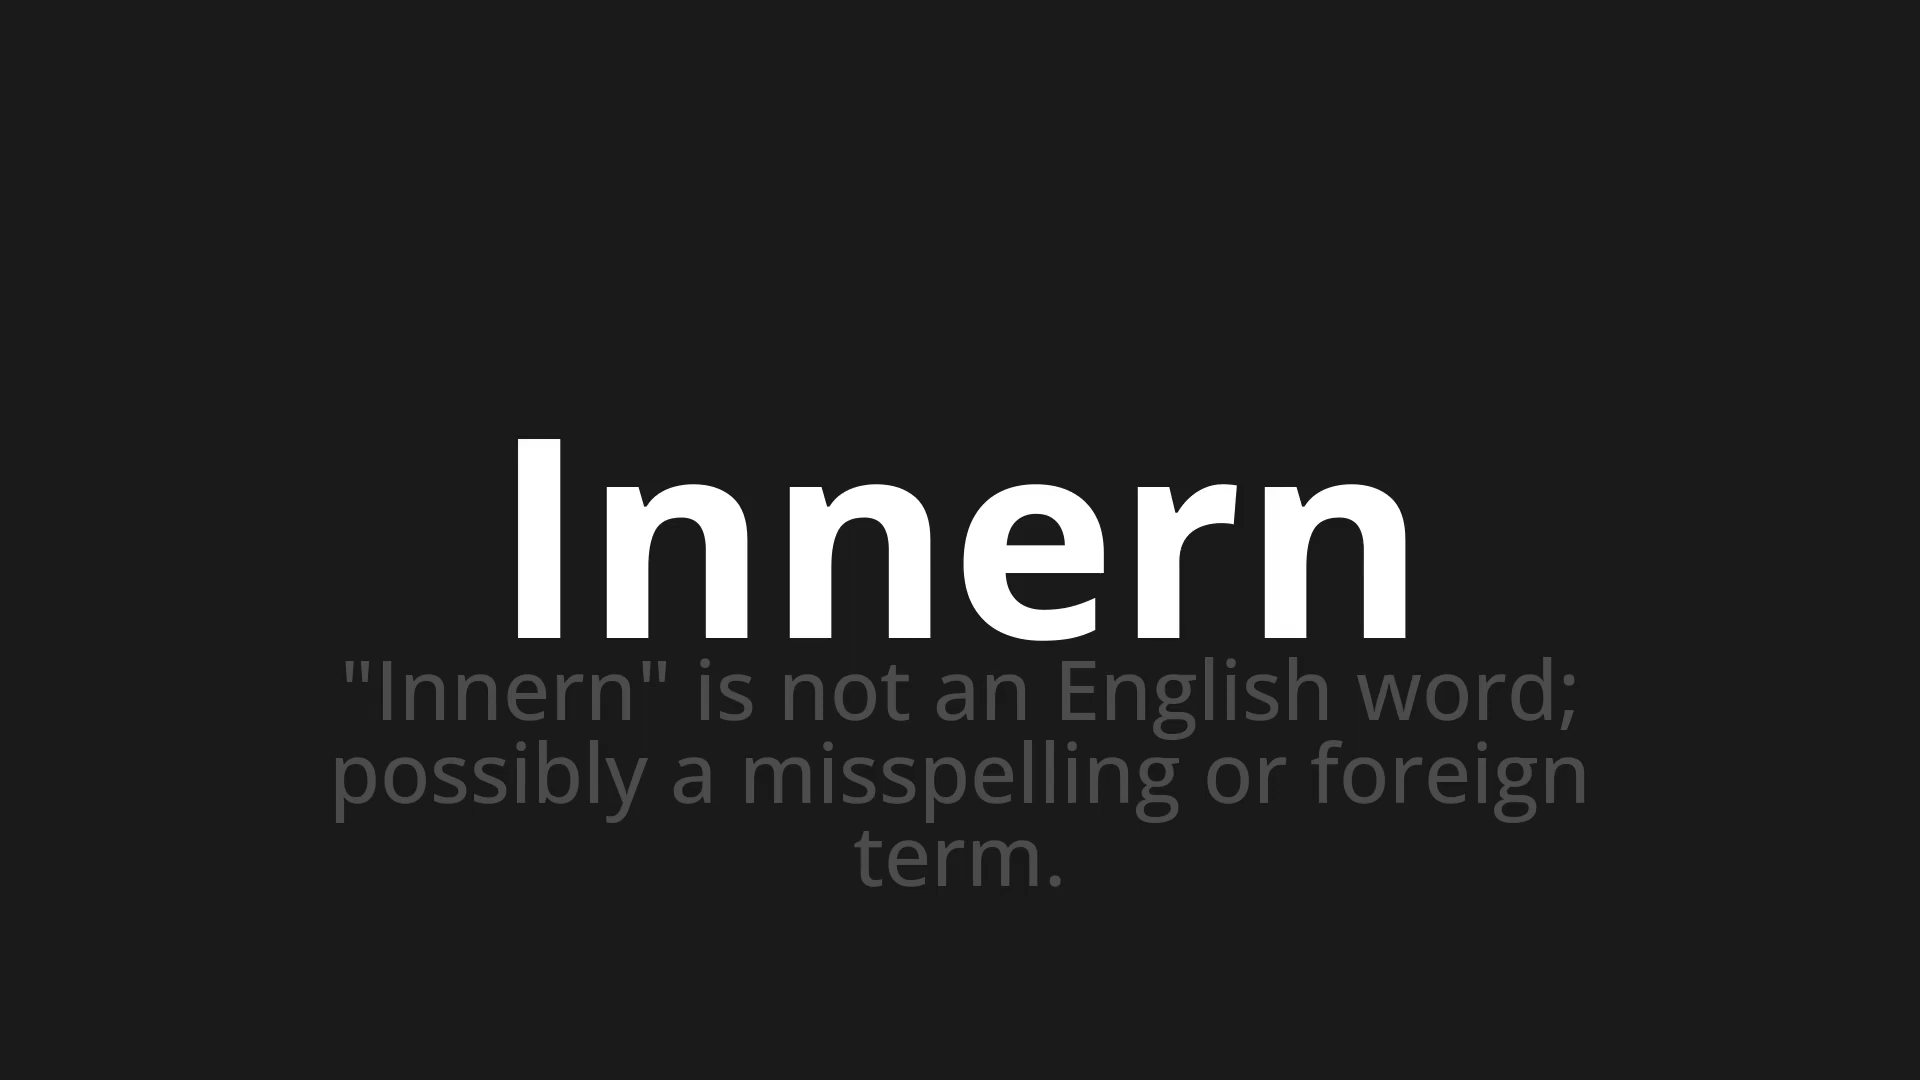 Innern
"Innern" is not an English word;
possibly a misspelling or foreign
term.